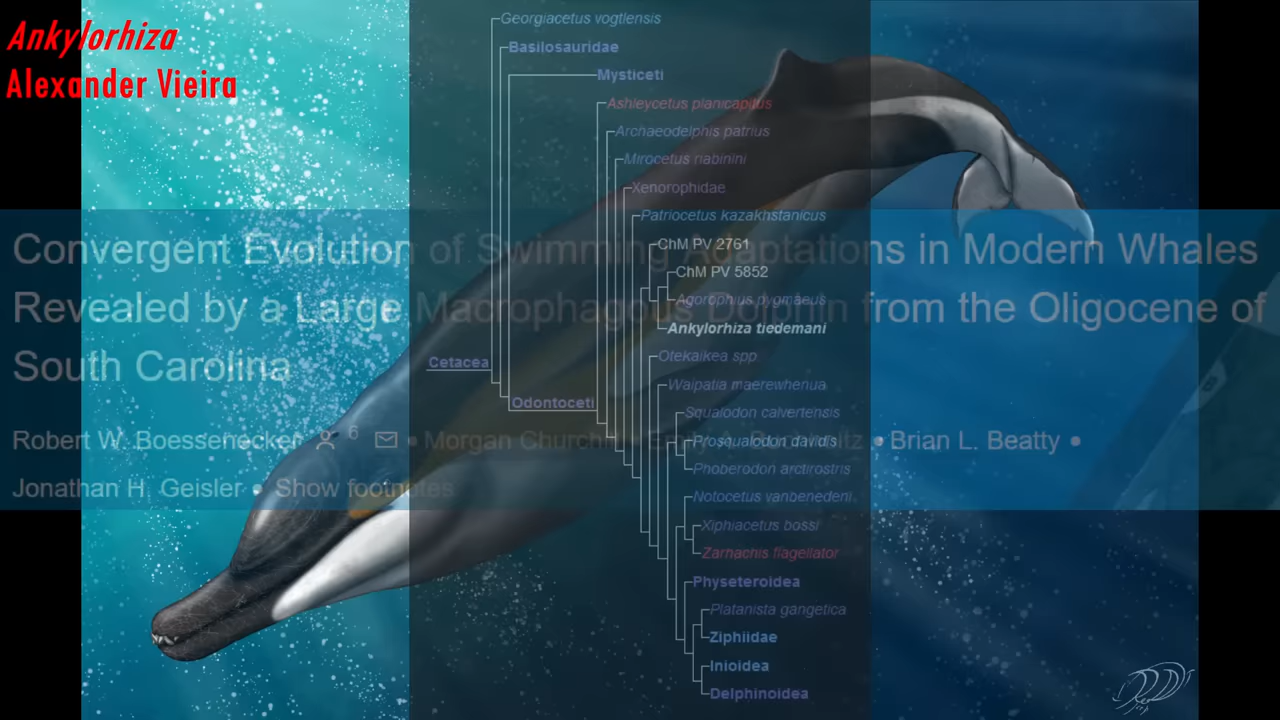 Ankylorhiza
Alexander Vieira
Georgiacetus vogtlensis
Basilosauridae
Mysticeti
Ashleycetus planicapitus
Archaeodelphis patrius
Mirocetus riabinini
Xenorophidae
Patriocetus kazakhstanicus
ChM PV 2761
ChM PV 5852
Agorophius pygmaeus
Ankylorhiza tiedemani
Otekaikea spp
Waipatia maerewhenua
Squalodon calvertensis
Prosqualodon davidis
Phoberodon arctirostris
Notocetus vanbenedeni
Xiphiacetus bossi
Zarhachis flagellator
Physeteroidea
Platanista gangetica
Ziphiidae
Inioidea
Delphinoidea
Cetacea
Odontoceti
Convergent Evolution of Swimming Adaptations in Modern Whales
Revealed by a Large Macrophagous Dolphin from the Oligocene of
South Carolina
Robert W. Boessenecker 6 • Morgan Churchill • • Brian L. Beatty •
Jonathan H. Geisler • Show footnotes